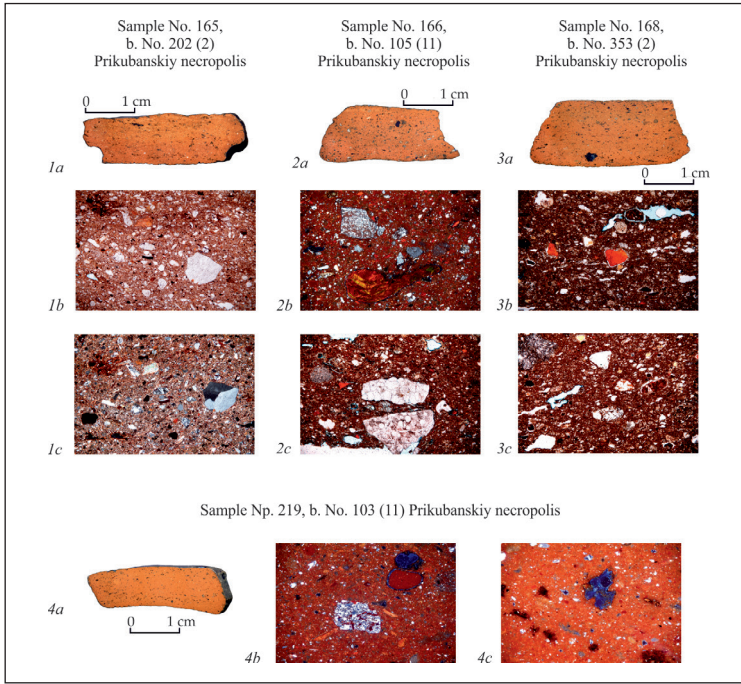 Sample No. 165,
b. No. 202 (2)
Prikubanskiy necropolis
Sample No. 166,
b. No. 105 (11)
Prikubanskiy necropolis
Sample No. 168,
b. No. 353 (2)
Prikubanskiy necropolis
0 1 cm
1a
0 1 cm
2a
3a
0 1 cm
1b
2b
3b
1c
2c
3c
Sample Np. 219, b. No. 103 (11) Prikubanskiy necropolis
4a
0 1 cm
4b
4c